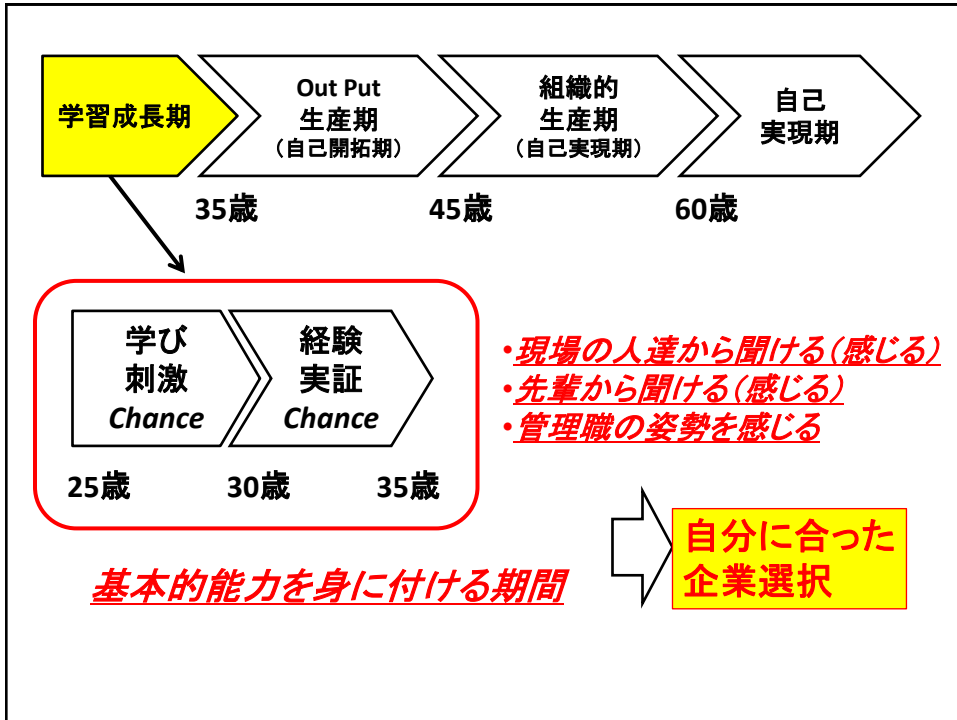 学習成長期
Out Put
生産期
（自己開拓期）
組織的
生産期
（自己実現期）
自己
実現期
35歳
45歳
60歳
学び
刺激
Chance
経験
実証
Chance
25歳
30歳
35歳
・現場の人達から聞ける（感じる）
・先輩から聞ける（感じる）
・管理職の姿勢を感じる
基本的能力を身に付ける期間
自分に合った
企業選択